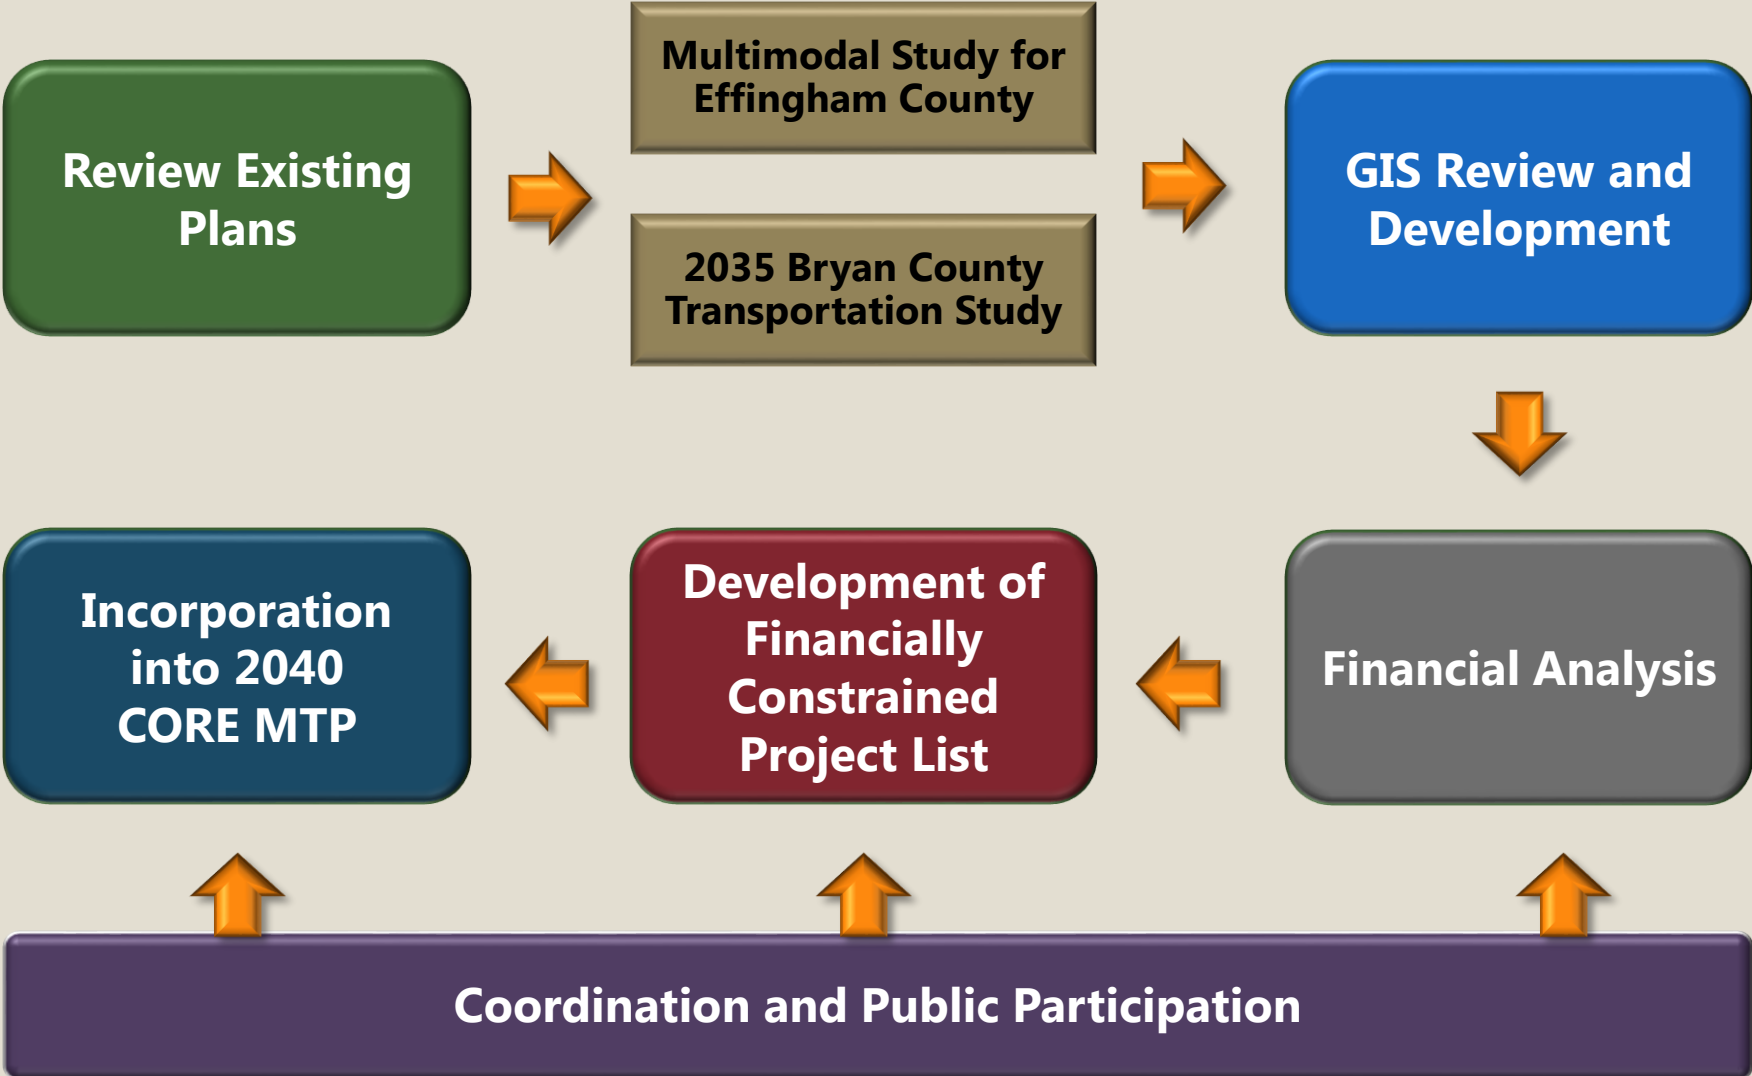 Review Existing
Plans
Multimodal Study for
Effingham County
2035 Bryan County
Transportation Study
GIS Review and
Development
Financial Analysis
Development of
Financially
Constrained
Project List
Incorporation
into 2040
CORE MTP
Coordination and Public Participation